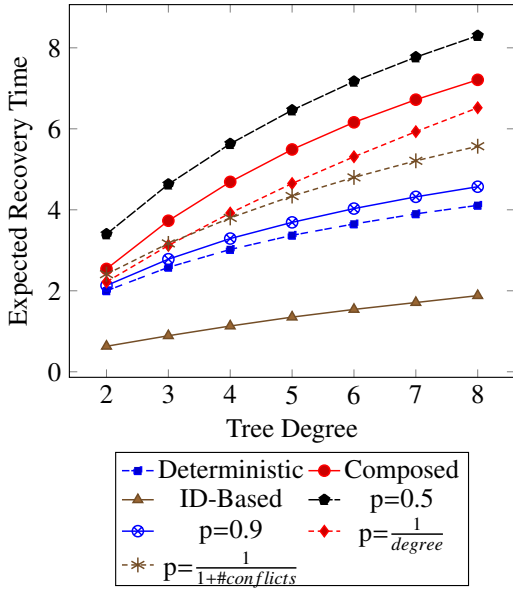 8
6
4
2
0
Expected Recovery Time
2 3 4 5 6 7 8
Tree Degree
Deterministic Composed
ID-Based p=0.5
p=0.9 p=1/degree
p=1/1+#conflicts